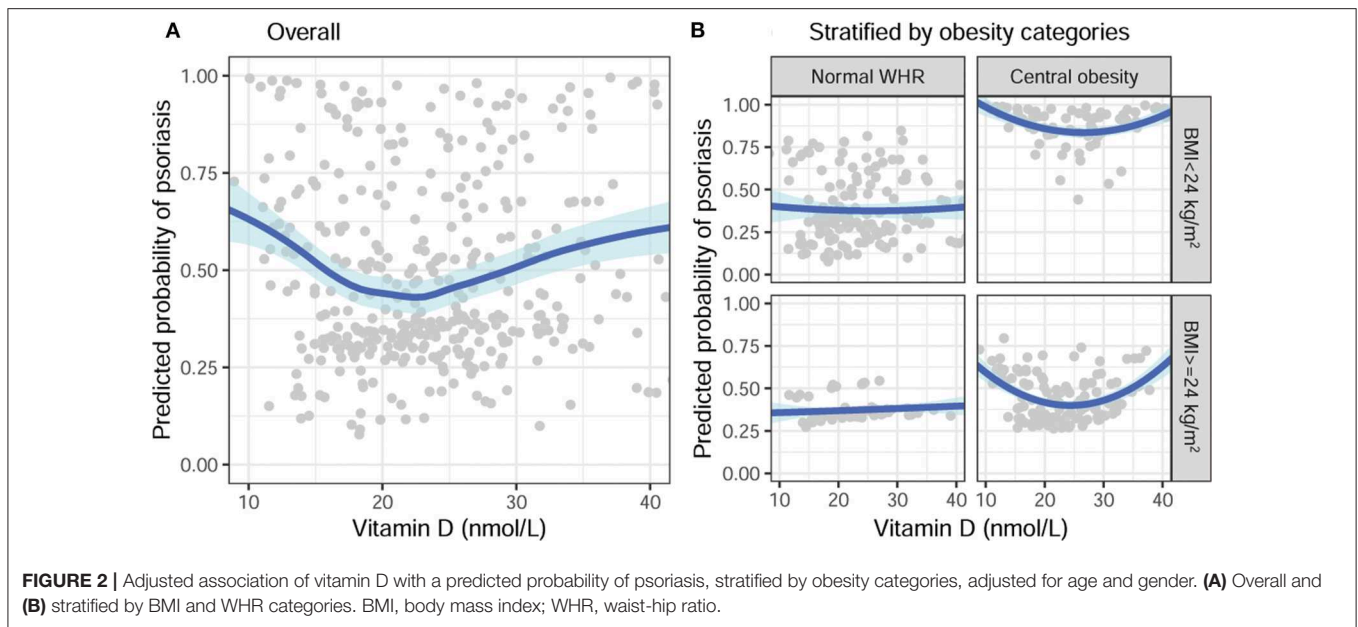 A Overall
Predicted probability of psoriasis
1.00
0.75
0.50
0.25
0.00
10 20 30 40
Vitamin D (nmol/L)
B Stratified by obesity categories
Normal WHR Central obesity
Predicted probability of psoriasis
1.00
0.75
0.50
0.25
0.00
BMI<24 kg/m²
Predicted probability of psoriasis
1.00
0.75
0.50
0.25
0.00
BMI>=24 kg/m²
10 20 30 40 10 20 30 40
Vitamin D (nmol/L)
FIGURE 2 | Adjusted association of vitamin D with a predicted probability of psoriasis, stratified by obesity categories, adjusted for age and gender. (A) Overall and
(B) stratified by BMI and WHR categories. BMI, body mass index; WHR, waist-hip ratio.